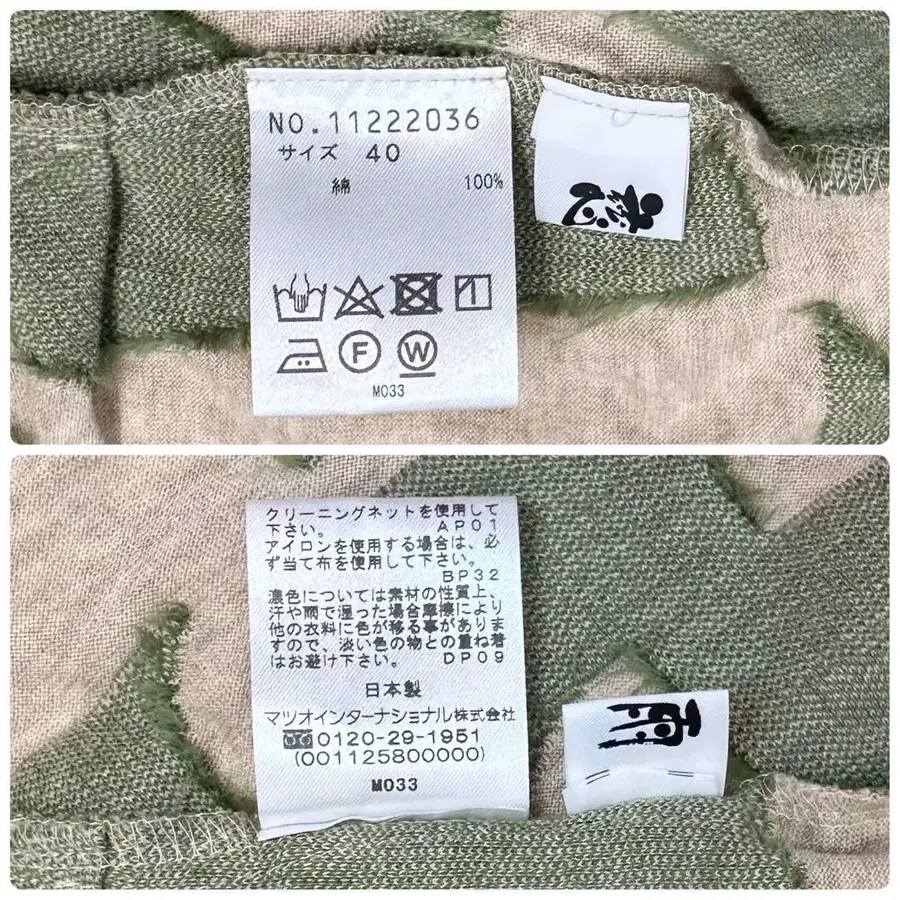 NO.11222036
サイズ 40
綿 100%
1
F W
M033
クリーニングネットを使用して
下さい。 AP01
アイロンを使用する場合は、必
ず当て布を使用して下さい。
BP32
濃色については素材の性質上、
汗や雨で湿った場合摩擦により
他の衣料に色が移る事がありま
すので、淡い色の物との重ね着
はお避け下さい。 DP09
日本製
マツオインターナショナル株式会社
0120-29-1951
(001125800000)
M033